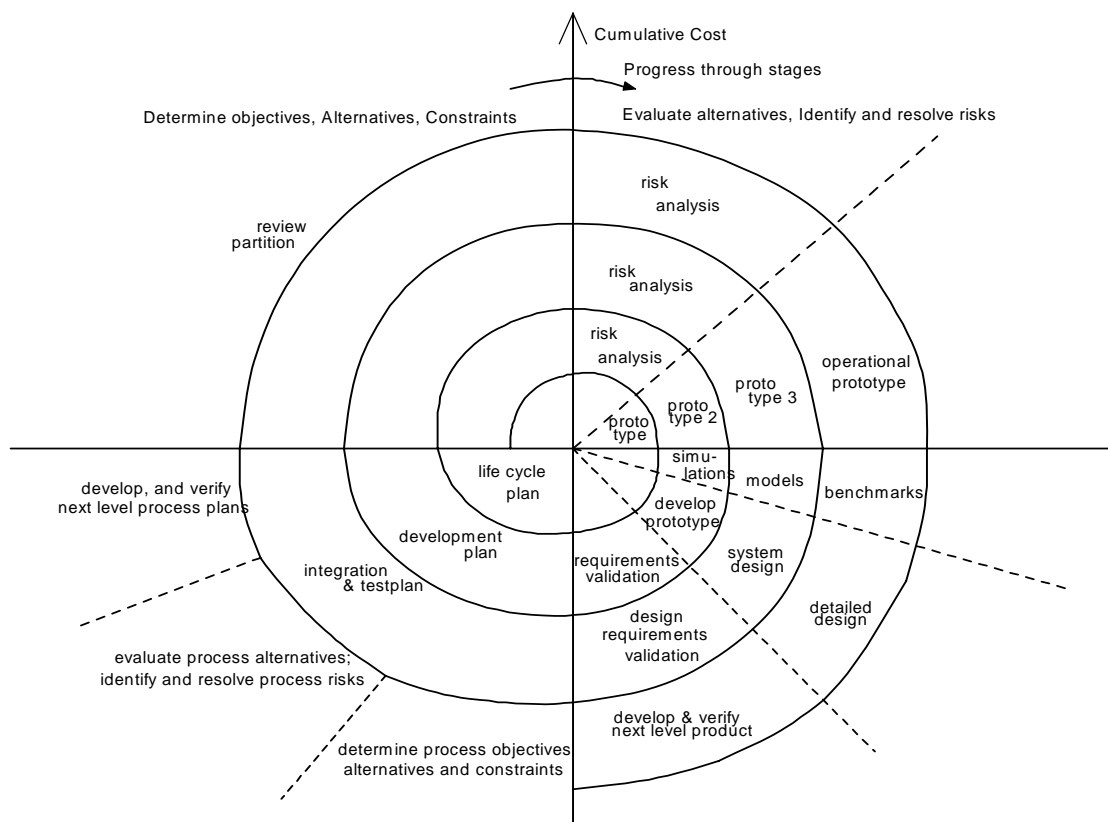 Cumulative Cost
Progress through stages
Determine objectives, Alternatives, Constraints
Evaluate alternatives, Identify and resolve risks
risk
analysis
review
partition
risk
analysis
risk
analysis
operational
prototype
proto
type 3
proto
type 2
proto
type
simu-
lations
life cycle
plan
models
develop, and verify
next level process plans
benchmarks
develop
prototype
development
plan
system
design
requirements
validation
integration
& testplan
detailed
design
design
requirements
validation
evaluate process alternatives;
identify and resolve process risks
develop & verify
next level product
determine process objectives
alternatives and constraints